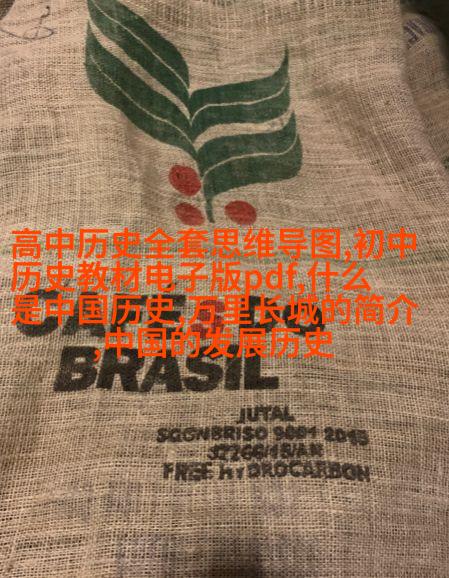 高中历史全套思维导图,初中
历史教材电子版pdf,什么
是中国历史,万里长城的简介
,中国的发展历史
BRASIL
JUTAL
FREE HYDROCARBON